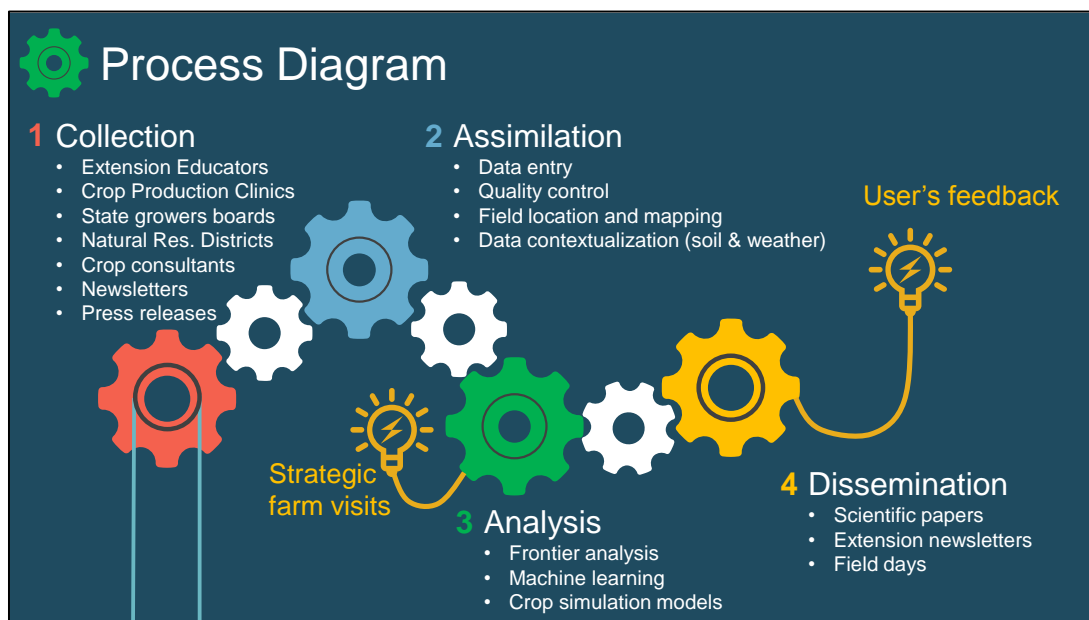 Process Diagram
1 Collection
• Extension Educators
• Crop Production Clinics
• State growers boards
• Natural Res. Districts
• Crop consultants
• Newsletters
• Press releases
2 Assimilation
• Data entry
• Quality control
• Field location and mapping
• Data contextualization (soil & weather)
User's feedback
Strategic
farm visits
3 Analysis
• Frontier analysis
• Machine learning
• Crop simulation models
4 Dissemination
• Scientific papers
• Extension newsletters
• Field days